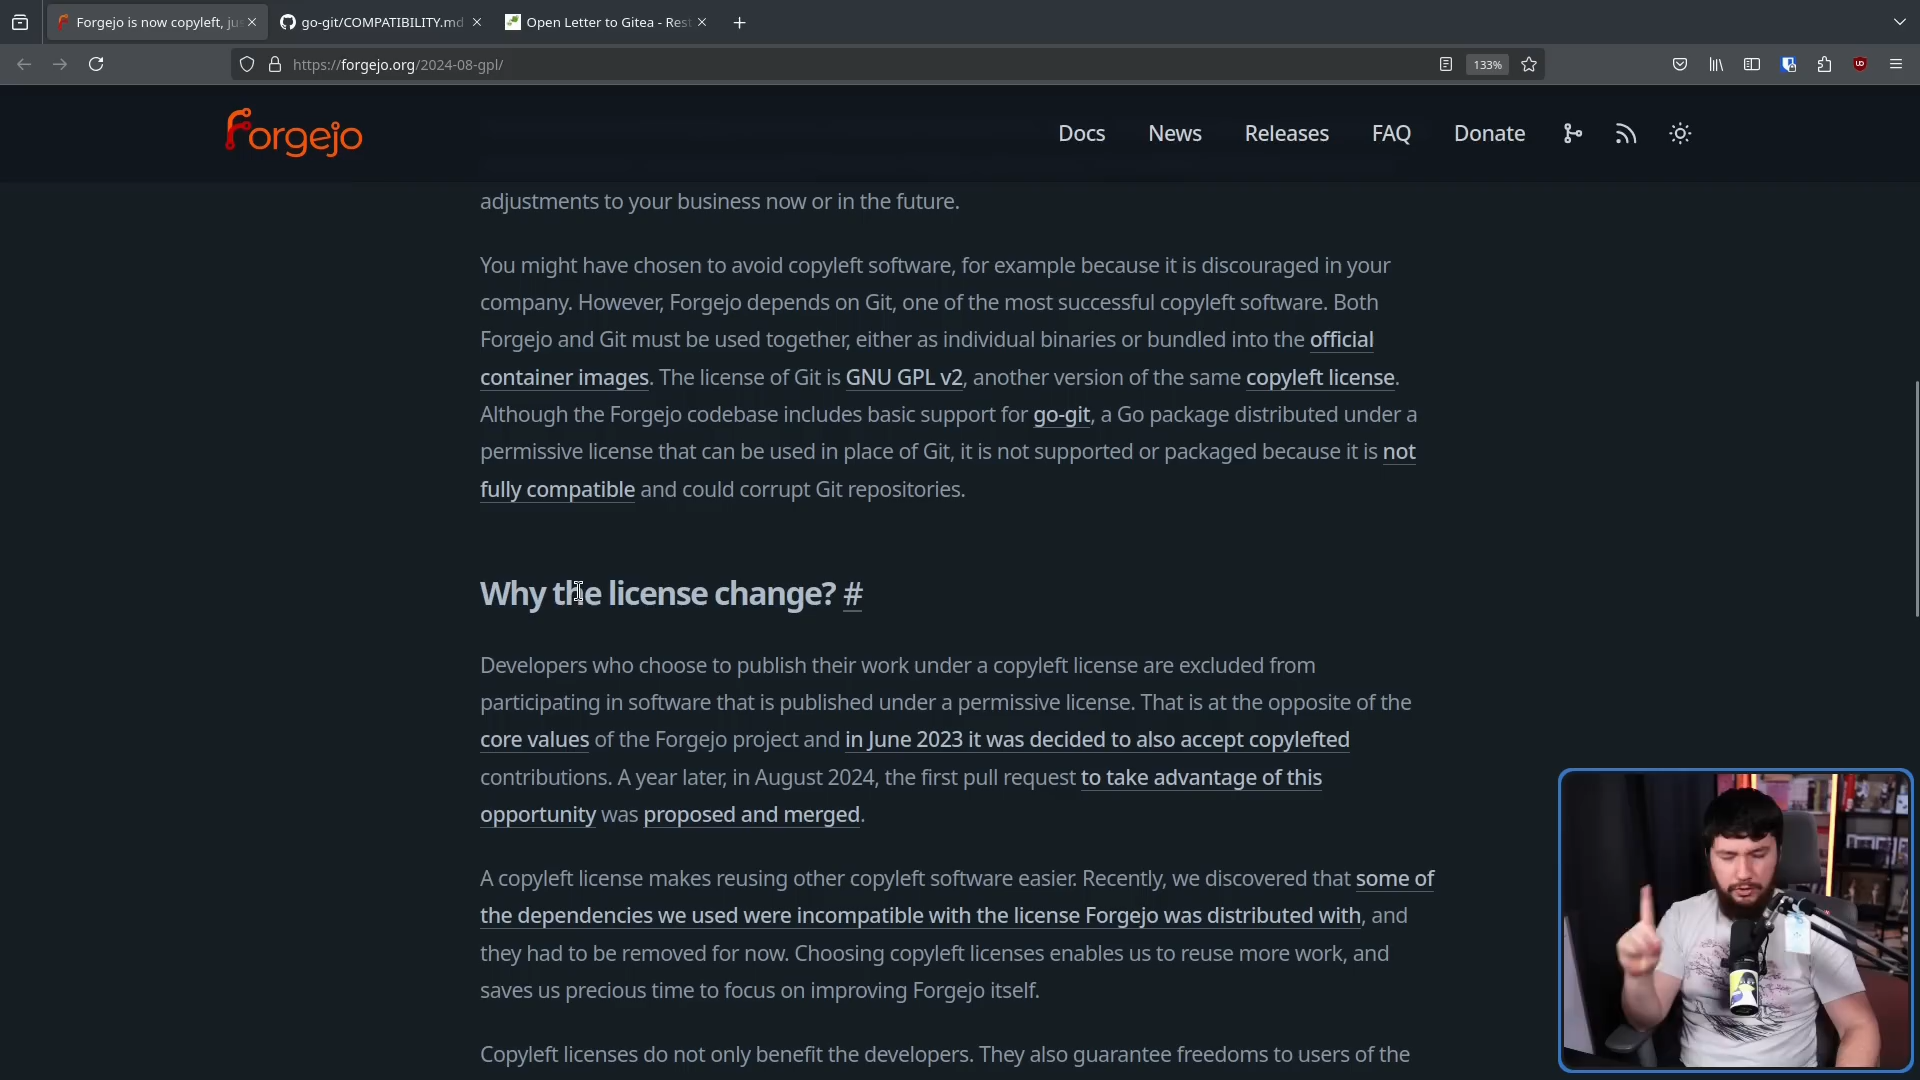 Forgejo is now copyleft, ju
go-git/COMPATIBILITY.md
Open Letter to Gitea - Rest
https://forgejo.org/2024-08-gpl/
133%
Forgejo
Docs
News
Releases
FAQ
Donate
adjustments to your business now or in the future.
You might have chosen to avoid copyleft software, for example because it is discouraged in your
company. However, Forgejo depends on Git, one of the most successful copyleft software. Both
Forgejo and Git must be used together, either as individual binaries or bundled into the official
container images. The license of Git is GNU GPL v2, another version of the same copyleft license.
Although the Forgejo codebase includes basic support for go-git, a Go package distributed under a
permissive license that can be used in place of Git, it is not supported or packaged because it is not
fully compatible and could corrupt Git repositories.
Why the license change? #
Developers who choose to publish their work under a copyleft license are excluded from
participating in software that is published under a permissive license. That is at the opposite of the
core values of the Forgejo project and in June 2023 it was decided to also accept copylefted
contributions. A year later, in August 2024, the first pull request to take advantage of this
opportunity was proposed and merged.
A copyleft license makes reusing other copyleft software easier. Recently, we discovered that some of
the dependencies we used were incompatible with the license Forgejo was distributed with, and
they had to be removed for now. Choosing copyleft licenses enables us to reuse more work, and
saves us precious time to focus on improving Forgejo itself.
Copyleft licenses do not only benefit the developers. They also guarantee freedoms to users of the